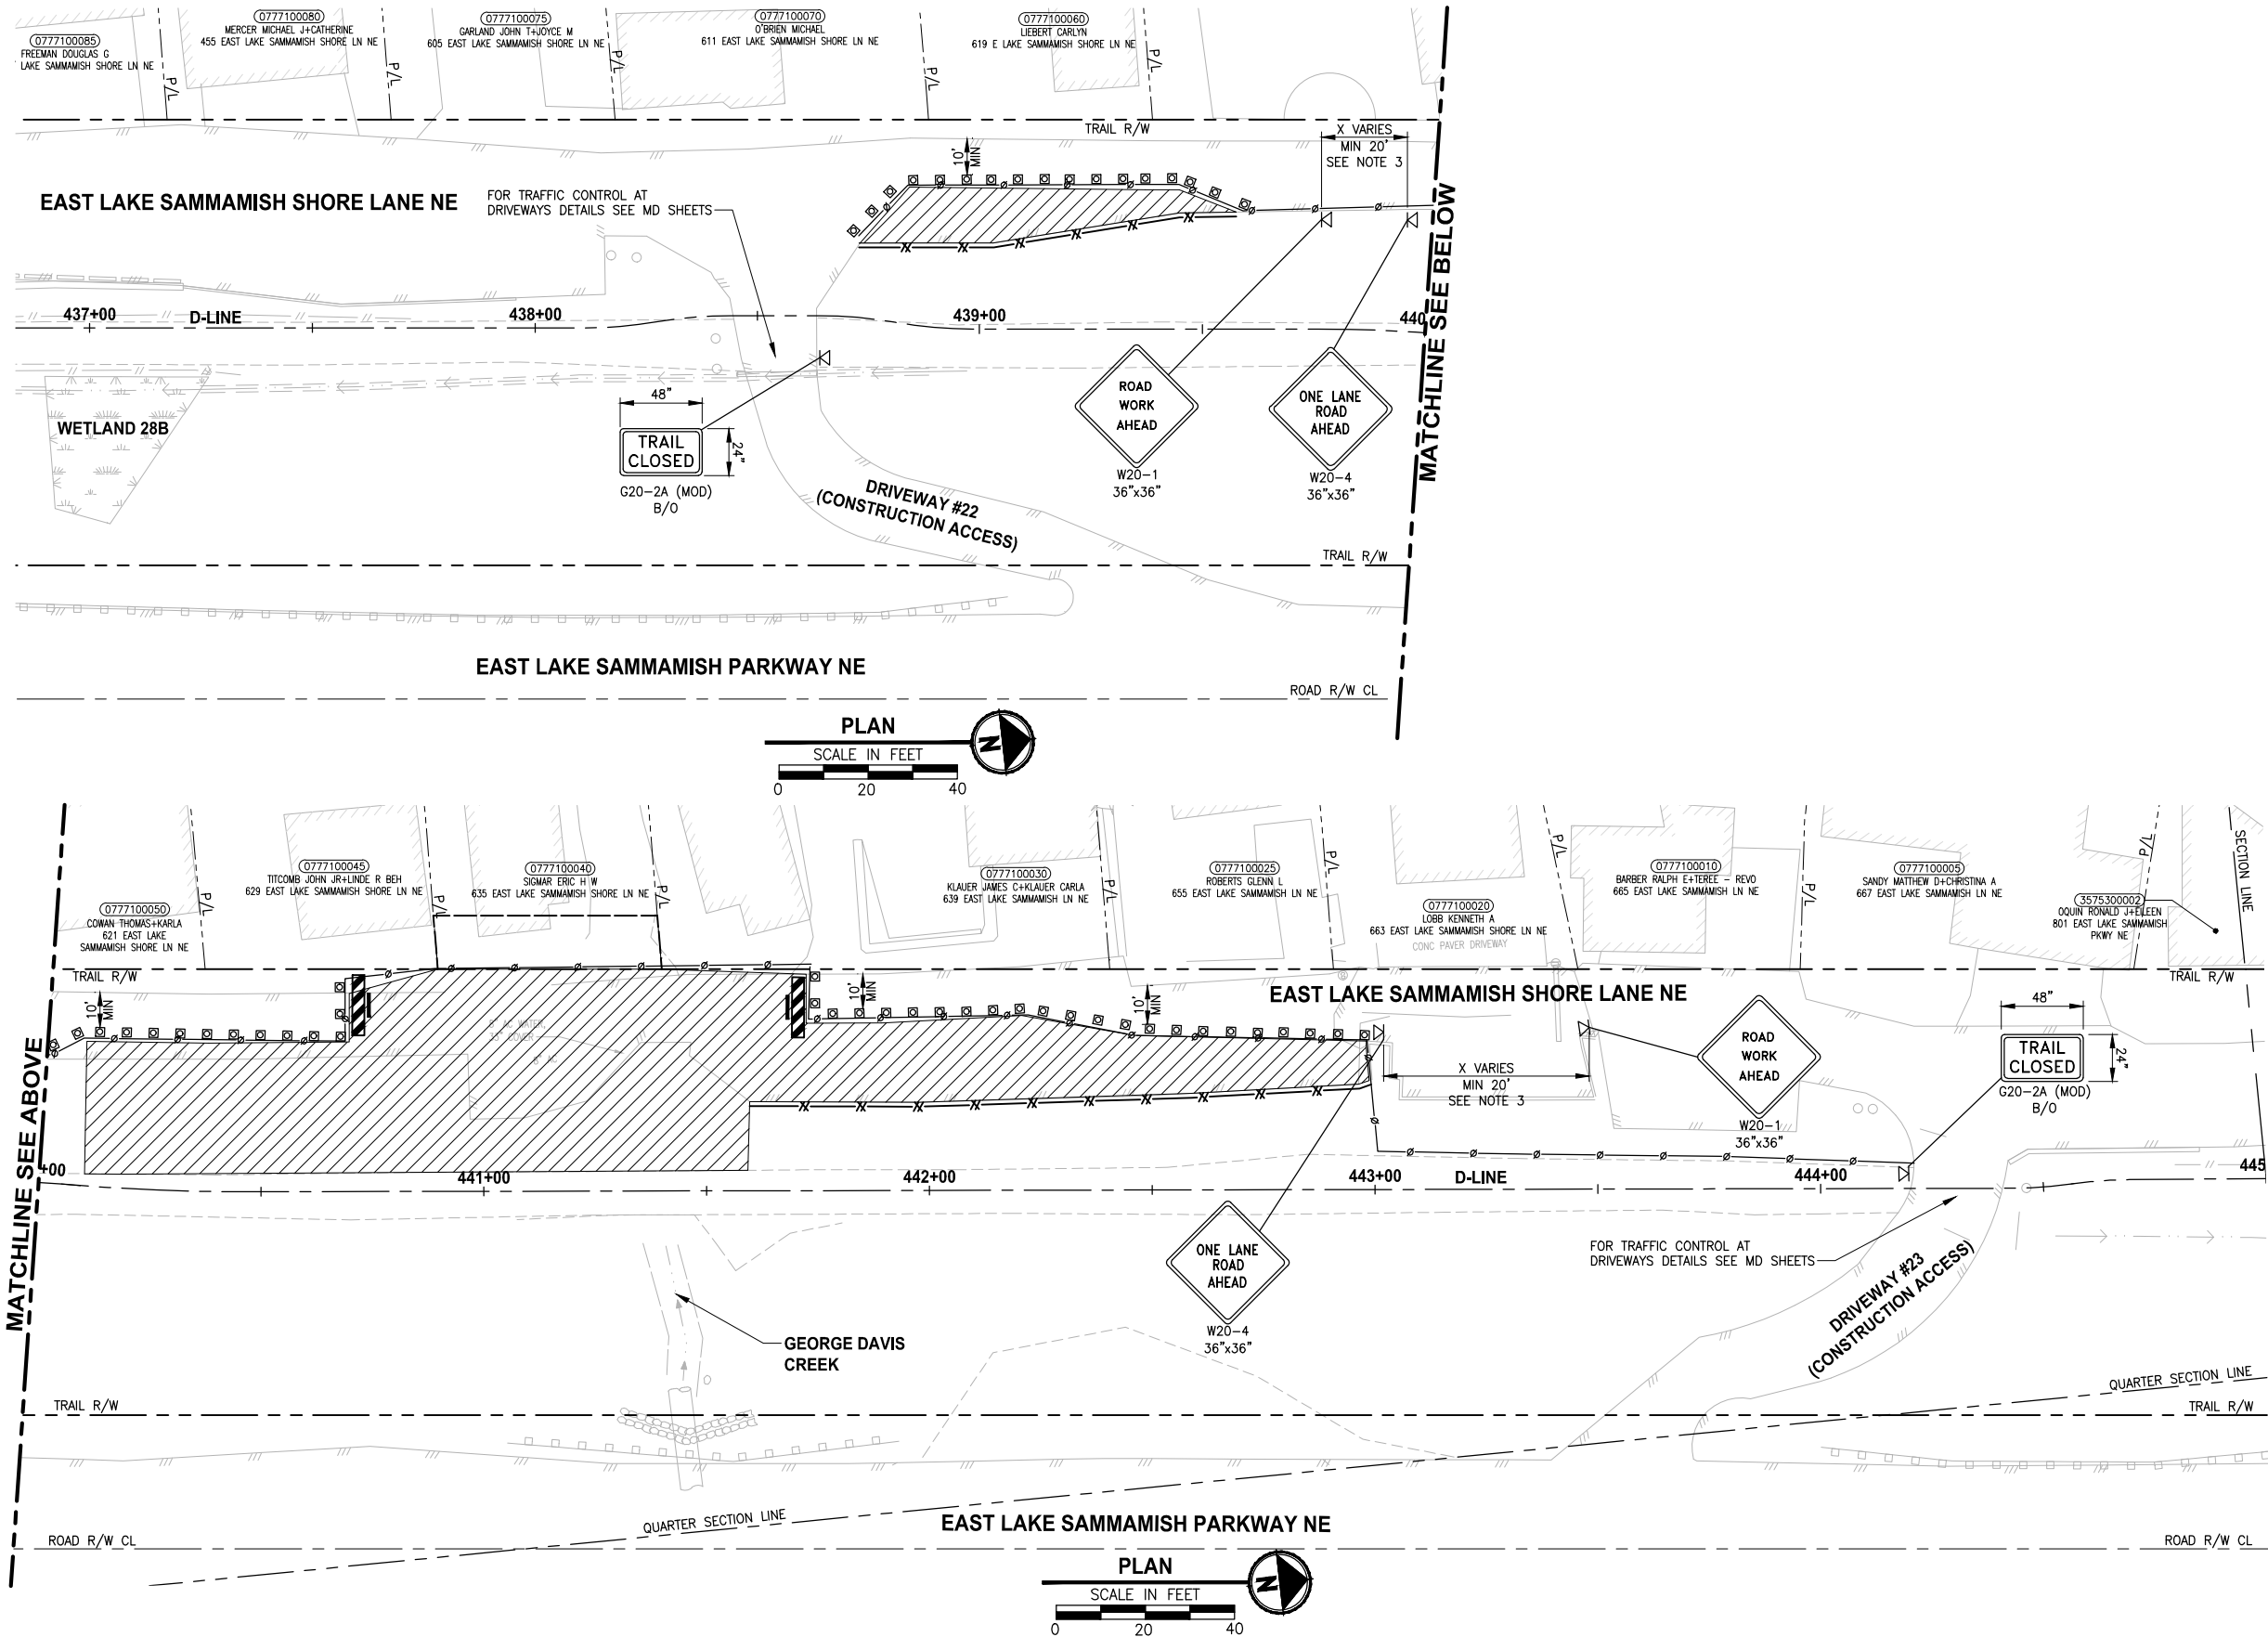 0777100085
FREEMAN DOUGLAS G
LAKE SAMMAMISH SHORE LN NE
0777100080
MERCER MICHAEL J+CATHERINE
455 EAST LAKE SAMMAMISH SHORE LN NE
0777100075
GARLAND JOHN T+JOYCE M
605 EAST LAKE SAMMAMISH SHORE LN NE
0777100070
O'BRIEN MICHAEL
611 EAST LAKE SAMMAMISH SHORE LN NE
0777100060
LIEBERT CARLYN
619 E LAKE SAMMAMISH SHORE LN NE
P/L
P/L
P/L
P/L
P/L
TRAIL R/W
X VARIES
MIN 20'
SEE NOTE 3
10'
MIN
EAST LAKE SAMMAMISH SHORE LANE NE
FOR TRAFFIC CONTROL AT
DRIVEWAYS DETAILS SEE MD SHEETS
437+00
D-LINE
438+00
439+00
440
MATCHLINE SEE BELOW
WETLAND 28B
48"
24"
TRAIL
CLOSED
G20-2A (MOD)
B/O
ROAD
WORK
AHEAD
W20-1
36"x36"
ONE LANE
ROAD
AHEAD
W20-4
36"x36"
DRIVEWAY #22
(CONSTRUCTION ACCESS)
TRAIL R/W
EAST LAKE SAMMAMISH PARKWAY NE
ROAD R/W CL
PLAN
SCALE IN FEET
0 20 40
N
0777100050
COWAN THOMAS+KARLA
621 EAST LAKE
SAMMAMISH SHORE LN NE
0777100045
TITCOMB JOHN JR+LINDE R BEH
629 EAST LAKE SAMMAMISH SHORE LN NE
0777100040
SIGMAR ERIC H W
635 EAST LAKE SAMMAMISH SHORE LN NE
0777100030
KLAUER JAMES C+KLAUER CARLA
639 EAST LAKE SAMMAMISH LN NE
0777100025
ROBERTS GLENN L
655 EAST LAKE SAMMAMISH LN NE
0777100020
LOBB KENNETH A
663 EAST LAKE SAMMAMISH SHORE LN NE
CONC PAVER DRIVEWAY
0777100010
BARBER RALPH E+TEREE - REVO
665 EAST LAKE SAMMAMISH LN NE
0777100005
SANDY MATTHEW D+CHRISTINA A
667 EAST LAKE SAMMAMISH LN NE
3575300002
OQUIN RONALD J+EILEEN
801 EAST LAKE SAMMAMISH
PKWY NE
P/L
P/L
P/L
P/L
P/L
P/L
P/L
P/L
SECTION LINE
TRAIL R/W
TRAIL R/W
10'
MIN
10'
MIN
10'
MIN
EAST LAKE SAMMAMISH SHORE LANE NE
8" AC WATER,
COVER
8" AC
X VARIES
MIN 20'
SEE NOTE 3
ROAD
WORK
AHEAD
W20-1
36"x36"
48"
24"
TRAIL
CLOSED
G20-2A (MOD)
B/O
MATCHLINE SEE ABOVE
+00
441+00
442+00
443+00
D-LINE
444+00
445
ONE LANE
ROAD
AHEAD
W20-4
36"x36"
FOR TRAFFIC CONTROL AT
DRIVEWAYS DETAILS SEE MD SHEETS
DRIVEWAY #23
(CONSTRUCTION ACCESS)
GEORGE DAVIS
CREEK
TRAIL R/W
QUARTER SECTION LINE
TRAIL R/W
QUARTER SECTION LINE
EAST LAKE SAMMAMISH PARKWAY NE
ROAD R/W CL
ROAD R/W CL
PLAN
SCALE IN FEET
0 20 40
N